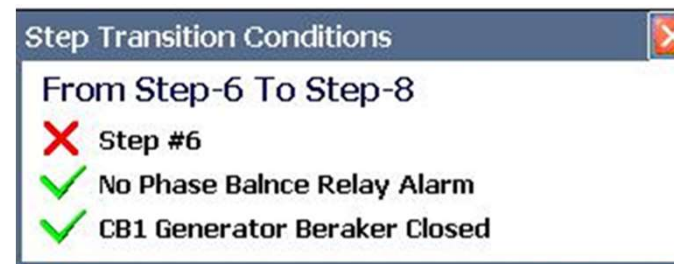 Step Transition Conditions
From Step-6 To Step-8
Step #6
No Phase Balnce Relay Alarm
CB1 Generator Beraker Closed